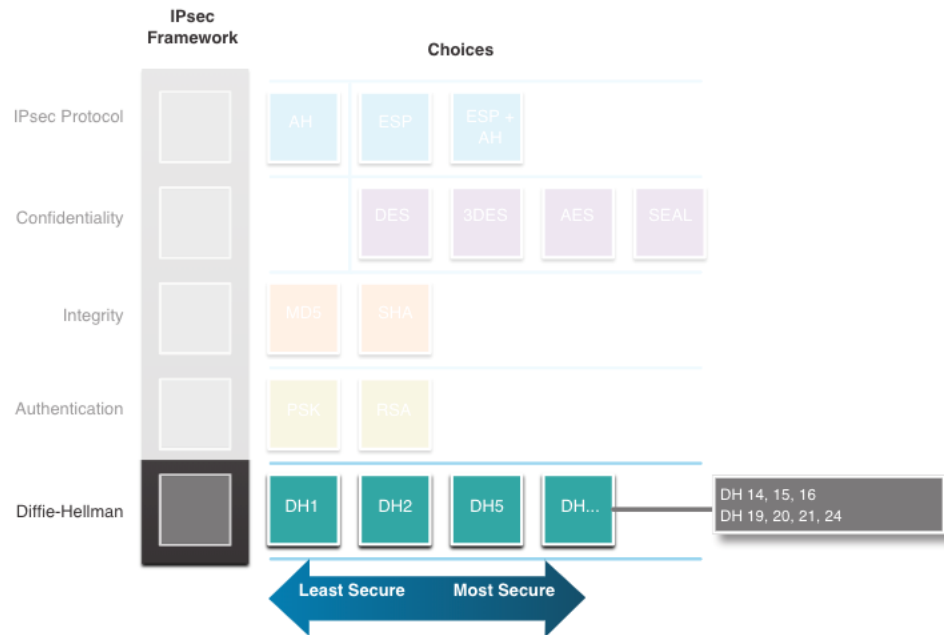 IPsec
Framework
Choices
IPsec Protocol
AH
ESP
ESP +
AH
Confidentiality
DES
3DES
AES
SEAL
Integrity
MD5
SHA
Authentication
PSK
RSA
Diffie-Hellman
DH1
DH2
DH5
DH...
DH 14, 15, 16
DH 19, 20, 21, 24
Least Secure
Most Secure